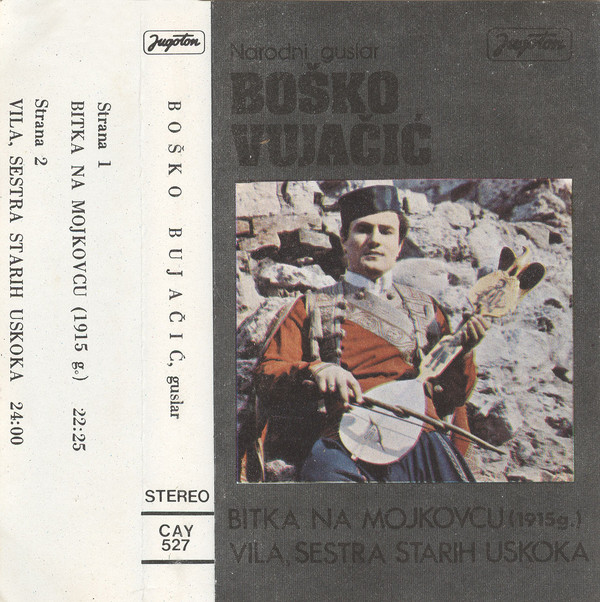 Strana 1
BITKA NA MOJKOVCU (1915 g.) 22:25
Strana 2
VILA, SESTRA STARIH USKOKA 24:00
Jugoton
BOŠKO BUJAČIĆ, guslar
STEREO
CAY
527
Narodni guslar
Jugoton
BOŠKO
VUJAČIĆ
BITKA NA MOJKOVCU (1915g.)
VILA, SESTRA STARIH USKOKA